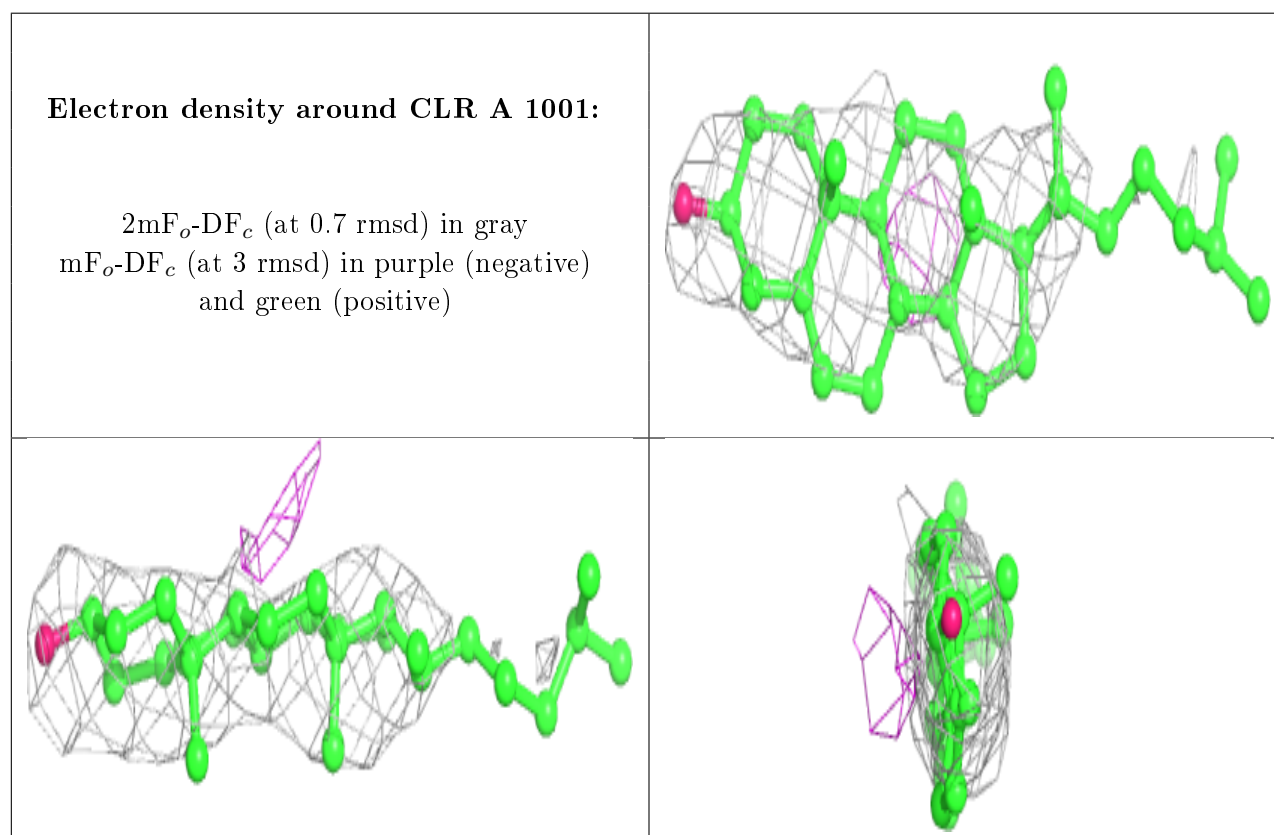 Electron density around CLR A 1001:
2mFₒ-DF𝒸 (at 0.7 rmsd) in gray
mFₒ-DF𝒸 (at 3 rmsd) in purple (negative)
and green (positive)